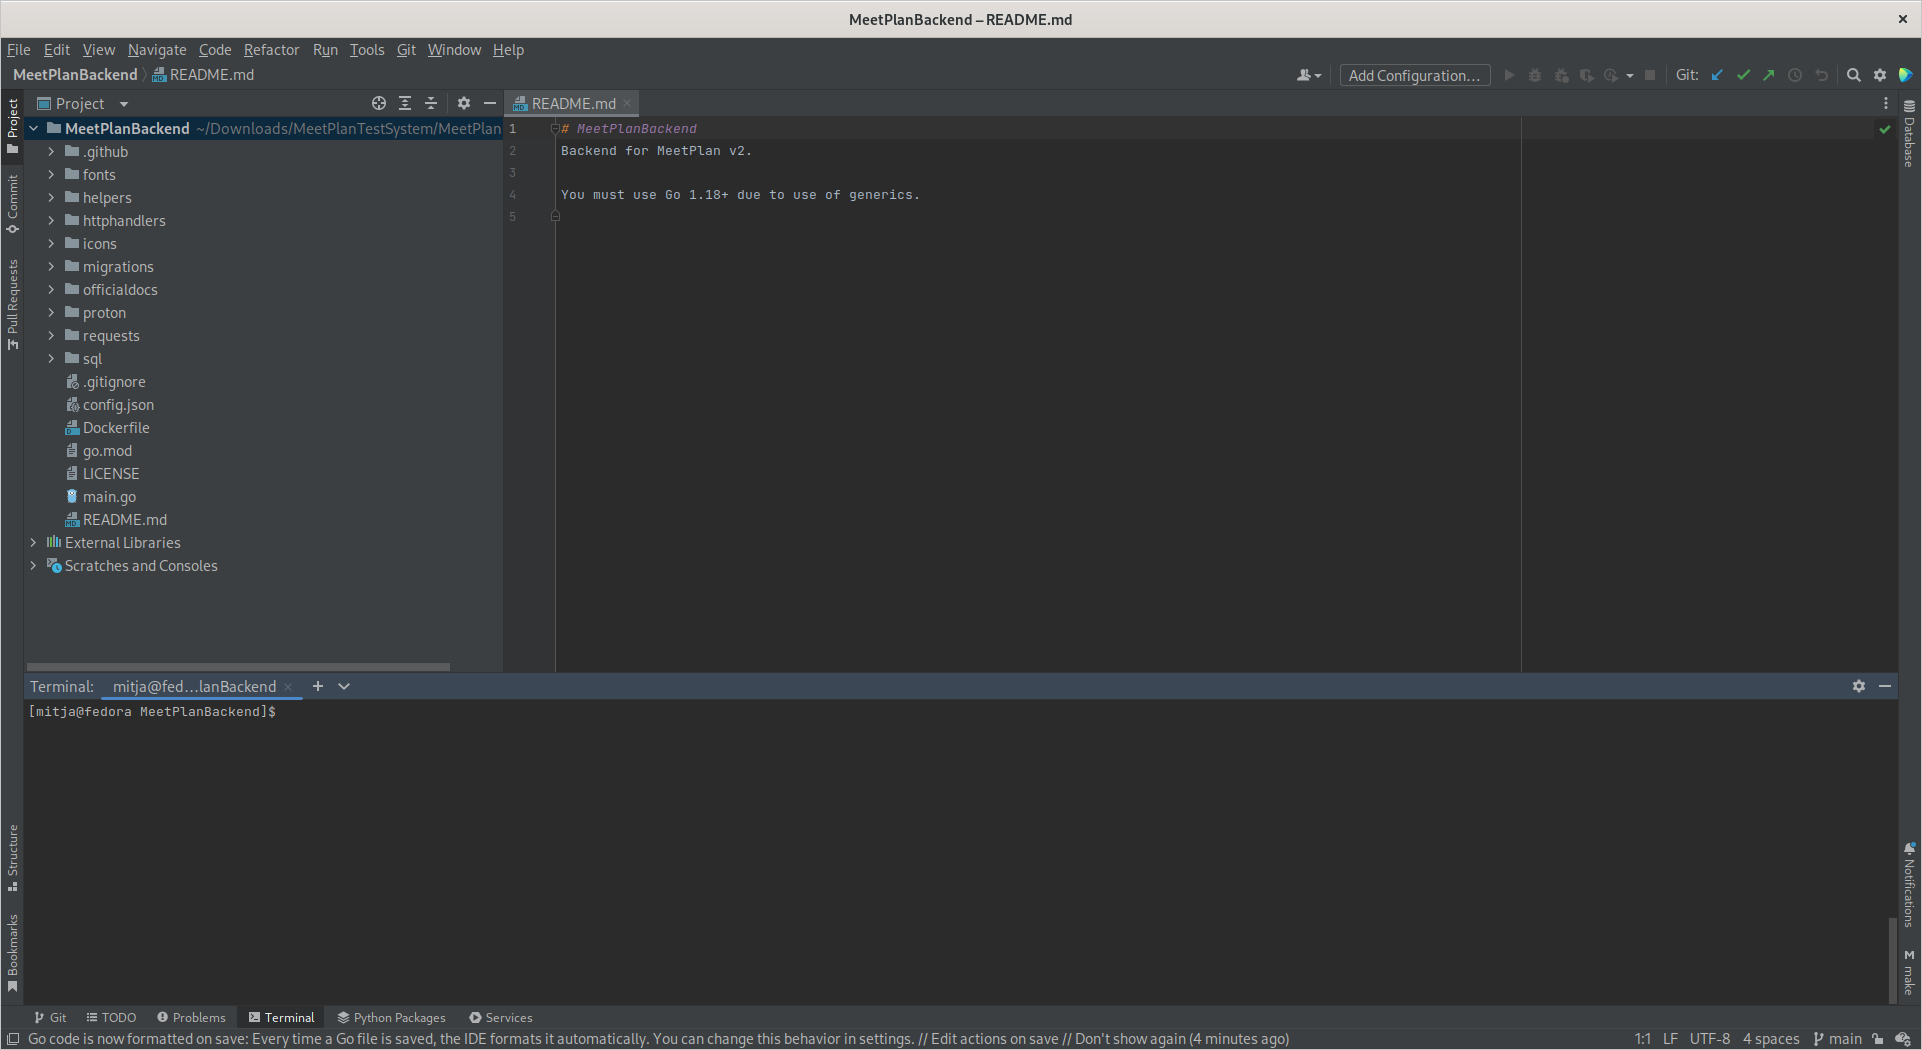 MeetPlanBackend – README.md
File Edit View Navigate Code Refactor Run Tools Git Window Help
MeetPlanBackend README.md
Add Configuration...
Git:
Project
Commit
Pull Requests
Structure
Bookmarks
Project
MeetPlanBackend ~/Downloads/MeetPlanTestSystem/MeetPlan
.github
fonts
helpers
httphandlers
icons
migrations
officialdocs
proton
requests
sql
.gitignore
config.json
Dockerfile
go.mod
LICENSE
main.go
README.md
External Libraries
Scratches and Consoles
README.md
1 # MeetPlanBackend
2 Backend for MeetPlan v2.
3
4 You must use Go 1.18+ due to use of generics.
5
Database
Notifications
make
Terminal: mitja@fed...lanBackend
[mitja@fedora MeetPlanBackend]$
Git TODO Problems Terminal Python Packages Services
Go code is now formatted on save: Every time a Go file is saved, the IDE formats it automatically. You can change this behavior in settings. // Edit actions on save // Don't show again (4 minutes ago)
1:1 LF UTF-8 4 spaces main